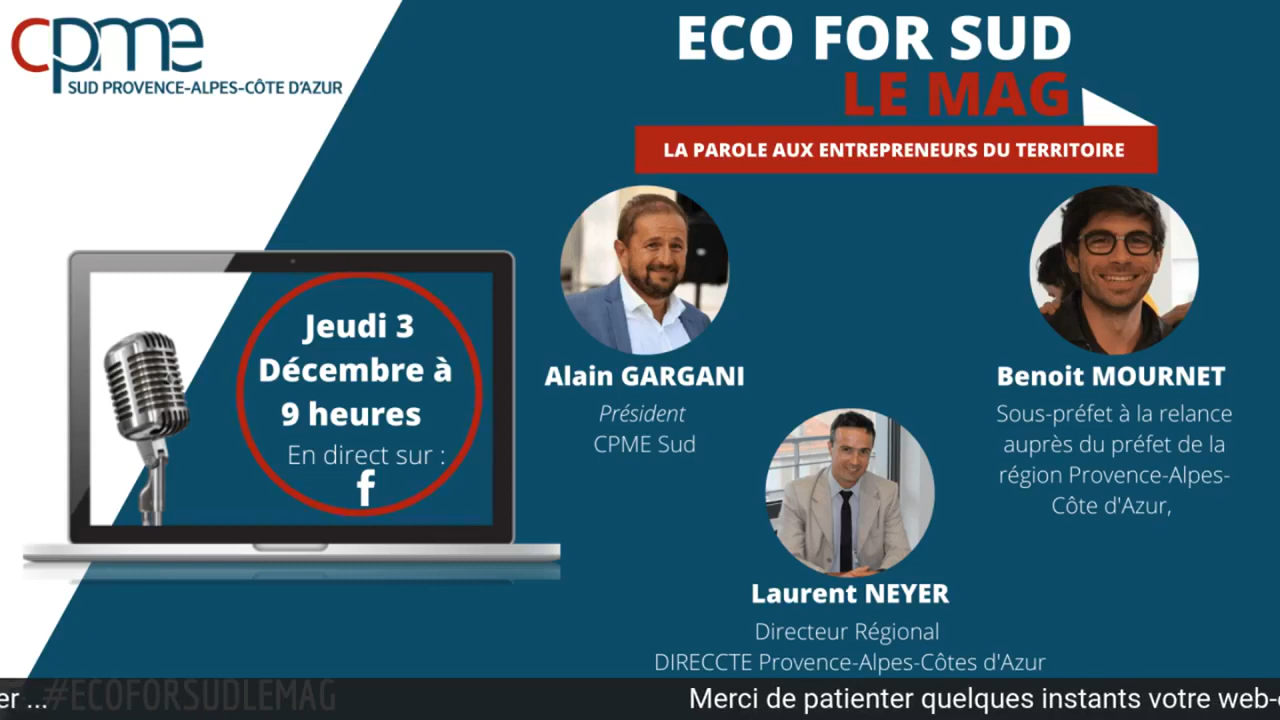 cpme
SUD PROVENCE-ALPES-CÔTE D'AZUR
ECO FOR SUD
LE MAG
LA PAROLE AUX ENTREPRENEURS DU TERRITOIRE
Jeudi 3
Décembre à
9 heures
En direct sur :
f
Alain GARGANI
Président
CPME Sud
Benoit MOURNET
Sous-préfet à la relance
auprès du préfet de la
région Provence-Alpes-
Côte d'Azur,
Laurent NEYER
Directeur Régional
DIRECCTE Provence-Alpes-Côtes d'Azur
#ECOFORSUDLEMAG
er ... Merci de patienter quelques instants votre web-